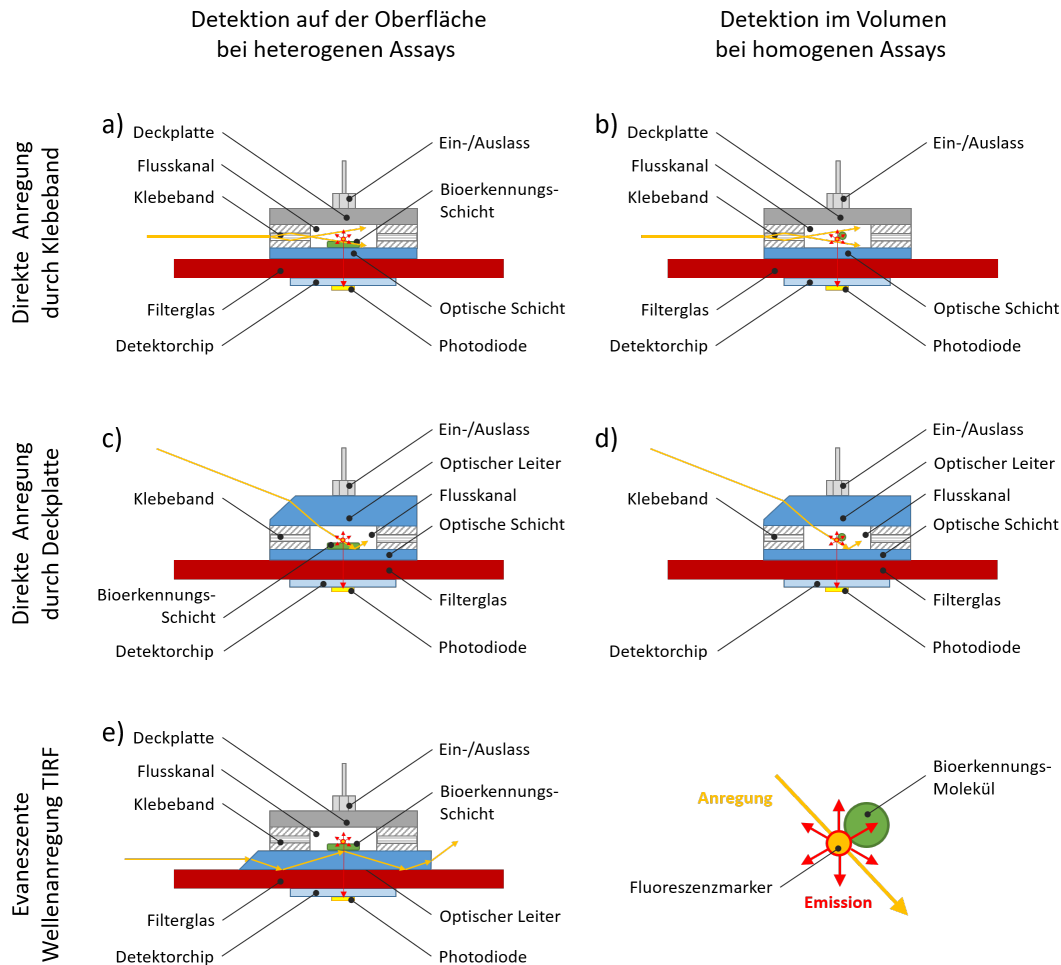 Detektion auf der Oberfläche
bei heterogenen Assays
Detektion im Volumen
bei homogenen Assays
Direkte Anregung
durch Klebeband
a)
Deckplatte
Flusskanal
Klebeband
Ein-/Auslass
Bioerkennungs-
Schicht
Filterglas
Detektorchip
Optische Schicht
Photodiode
b)
Deckplatte
Flusskanal
Klebeband
Ein-/Auslass
Filterglas
Detektorchip
Optische Schicht
Photodiode
Direkte Anregung
durch Deckplatte
c)
Klebeband
Ein-/Auslass
Optischer Leiter
Flusskanal
Optische Schicht
Bioerkennungs-
Schicht
Detektorchip
Filterglas
Photodiode
d)
Klebeband
Ein-/Auslass
Optischer Leiter
Flusskanal
Optische Schicht
Detektorchip
Filterglas
Photodiode
Evaneszente
Wellenanregung TIRF
e)
Deckplatte
Flusskanal
Klebeband
Ein-/Auslass
Bioerkennungs-
Schicht
Filterglas
Detektorchip
Optischer Leiter
Photodiode
Anregung
Bioerkennungs-
Molekül
Fluoreszenzmarker
Emission